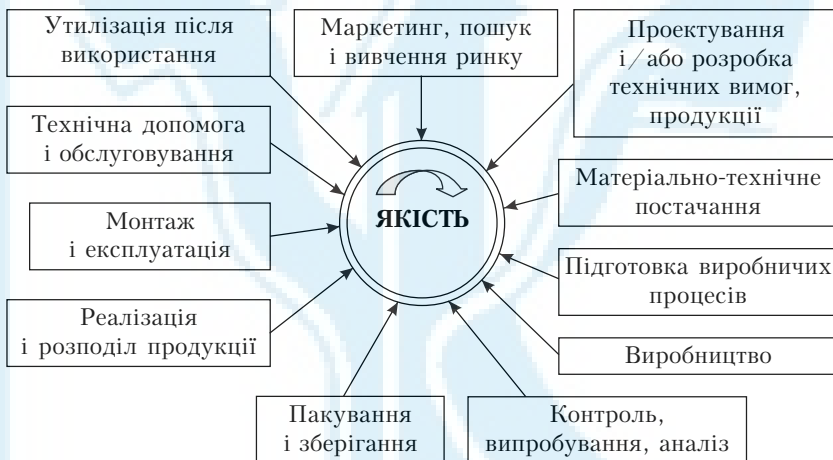 Утилізація після
використання
Маркетинг, пошук
і вивчення ринку
Проектування
і/або розробка
технічних вимог,
продукції
Технічна допомога
і обслуговування
Матеріально-технічне
постачання
ЯКІСТЬ
Монтаж
і експлуатація
Підготовка виробничих
процесів
Реалізація
і розподіл продукції
Виробництво
Пакування
і зберігання
Контроль,
випробування, аналіз